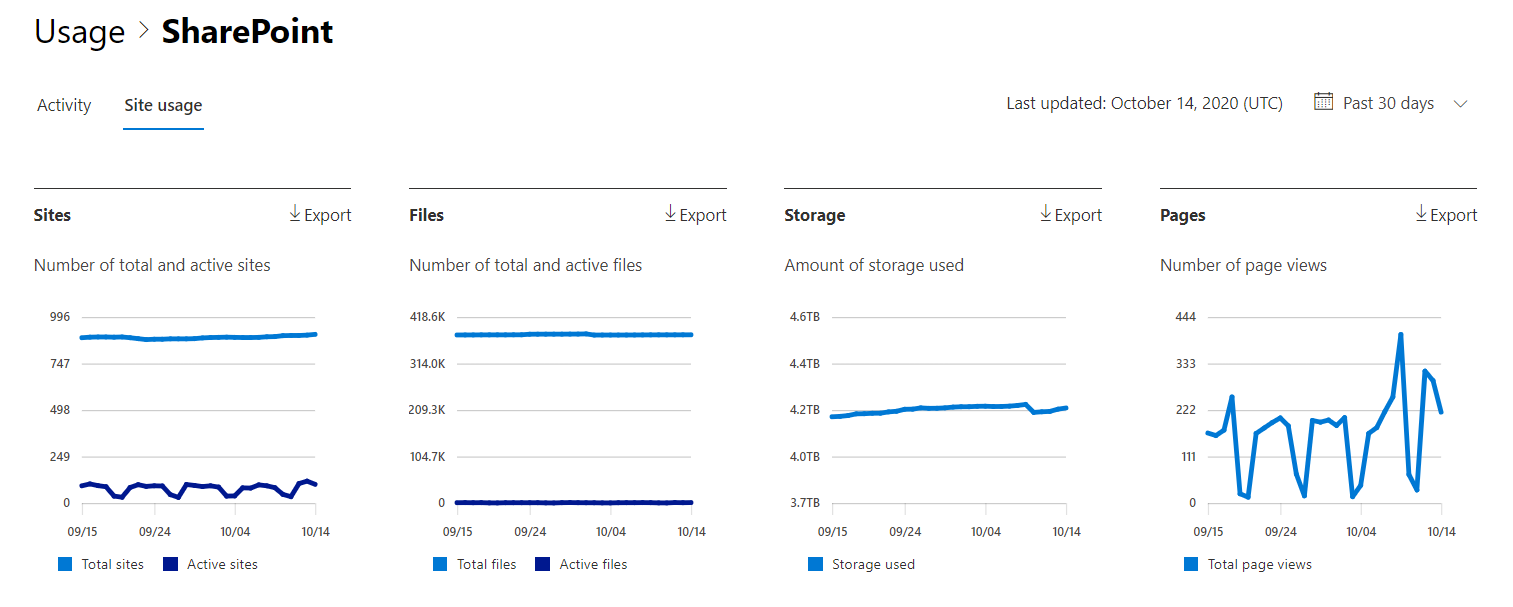 Usage > SharePoint
Activity Site usage
Last updated: October 14, 2020 (UTC) Past 30 days
Sites Export
Number of total and active sites
996
747
498
249
0
09/15 09/24 10/04 10/14
Total sites Active sites
Files Export
Number of total and active files
418.6K
314.0K
209.3K
104.7K
0
09/15 09/24 10/04 10/14
Total files Active files
Storage Export
Amount of storage used
4.6TB
4.4TB
4.2TB
4.0TB
3.7TB
09/15 09/24 10/04 10/14
Storage used
Pages Export
Number of page views
444
333
222
111
0
09/15 09/24 10/04 10/14
Total page views